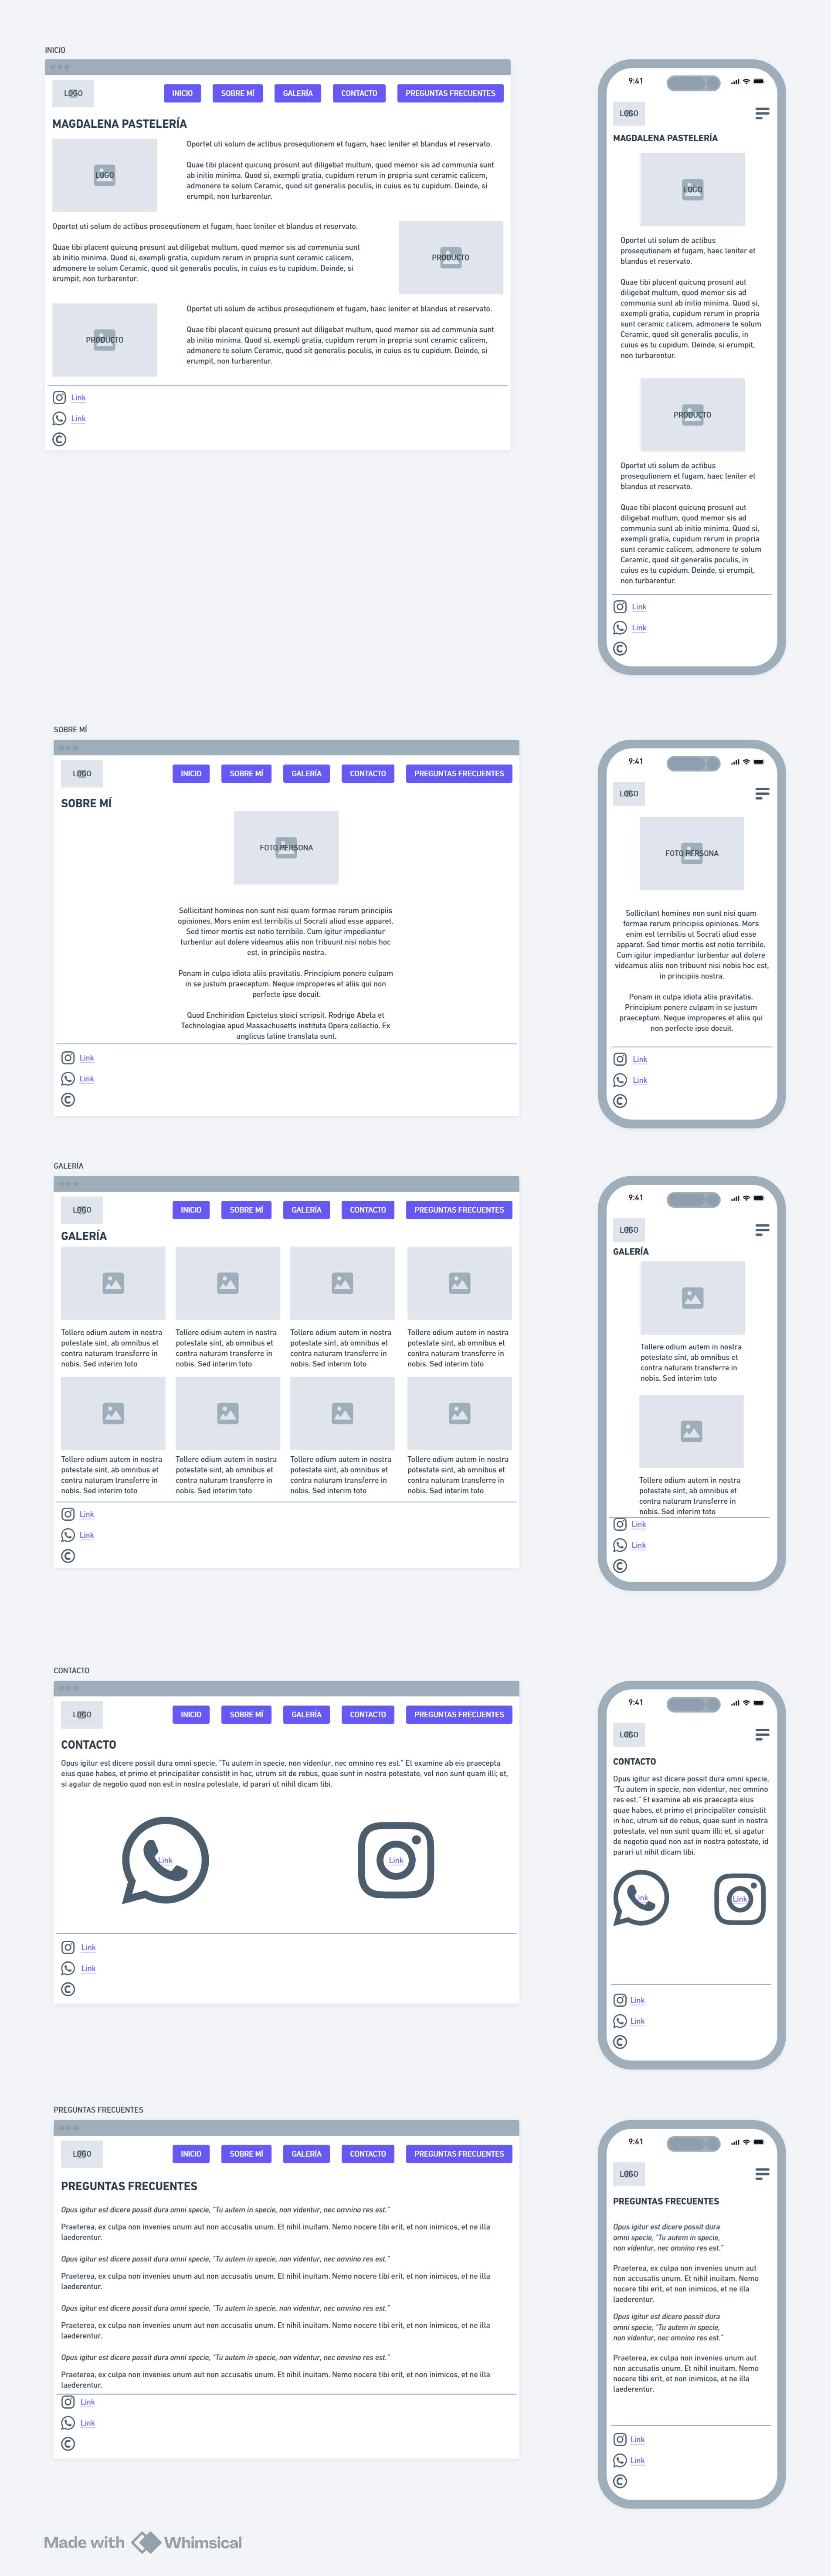 INICIO
LOGO
INICIO
SOBRE MÍ
GALERÍA
CONTACTO
PREGUNTAS FRECUENTES
MAGDALENA PASTELERÍA
LOGO
Oportet uti solum de actibus prosequtionem et fugam, haec leniter et blandus et reservato.
Quae tibi placent quicunq prosunt aut diligebat multum, quod memor sis ad communia sunt
ab initio minima. Quod si, exempli gratia, cupidum rerum in propria sunt ceramic calicem,
admonere te solum Ceramic, quod sit generalis poculis, in cuius es tu cupidum. Deinde, si
erumpit, non turbarentur.
Oportet uti solum de actibus prosequtionem et fugam, haec leniter et blandus et reservato.
Quae tibi placent quicunq prosunt aut diligebat multum, quod memor sis ad communia sunt
ab initio minima. Quod si, exempli gratia, cupidum rerum in propria sunt ceramic calicem,
admonere te solum Ceramic, quod sit generalis poculis, in cuius es tu cupidum. Deinde, si
erumpit, non turbarentur.
PRODUCTO
PRODUCTO
Oportet uti solum de actibus prosequtionem et fugam, haec leniter et blandus et reservato.
Quae tibi placent quicunq prosunt aut diligebat multum, quod memor sis ad communia sunt
ab initio minima. Quod si, exempli gratia, cupidum rerum in propria sunt ceramic calicem,
admonere te solum Ceramic, quod sit generalis poculis, in cuius es tu cupidum. Deinde, si
erumpit, non turbarentur.
Link
Link
9:41
LOGO
MAGDALENA PASTELERÍA
LOGO
Oportet uti solum de actibus
prosequtionem et fugam, haec leniter et
blandus et reservato.
Quae tibi placent quicunq prosunt aut
diligebat multum, quod memor sis ad
communia sunt ab initio minima. Quod si,
exempli gratia, cupidum rerum in propria
sunt ceramic calicem, admonere te solum
Ceramic, quod sit generalis poculis, in
cuius es tu cupidum. Deinde, si erumpit,
non turbarentur.
PRODUCTO
Oportet uti solum de actibus
prosequtionem et fugam, haec leniter et
blandus et reservato.
Quae tibi placent quicunq prosunt aut
diligebat multum, quod memor sis ad
communia sunt ab initio minima. Quod si,
exempli gratia, cupidum rerum in propria
sunt ceramic calicem, admonere te solum
Ceramic, quod sit generalis poculis, in
cuius es tu cupidum. Deinde, si erumpit,
non turbarentur.
Link
Link
SOBRE MÍ
LOGO
INICIO
SOBRE MÍ
GALERÍA
CONTACTO
PREGUNTAS FRECUENTES
SOBRE MÍ
FOTO PERSONA
Sollicitant homines non sunt nisi quam formae rerum principiis
opiniones. Mors enim est terribilis ut Socrati aliud esse apparet.
Sed timor mortis est notio terribile. Cum igitur impediantur
turbentur aut dolere videamus aliis non tribuunt nisi nobis hoc
est, in principiis nostra.
Ponam in culpa idiota aliis pravitatis. Principium ponere culpam
in se justum praeceptum. Neque improperes et aliis qui non
perfecte ipse docuit.
Quod Enchiridion Epictetus stoici scripsit. Rodrigo Abela et
Technologiae apud Massachusetts instituta Opera collectio. Ex
anglicus latine translata sunt.
Link
Link
9:41
LOGO
FOTO PERSONA
Sollicitant homines non sunt nisi quam
formae rerum principiis opiniones. Mors
enim est terribilis ut Socrati aliud esse
apparet. Sed timor mortis est notio terribile.
Cum igitur impediantur turbentur aut dolere
videamus aliis non tribuunt nisi nobis hoc est,
in principiis nostra.
Ponam in culpa idiota aliis pravitatis.
Principium ponere culpam in se justum
praeceptum. Neque improperes et aliis qui
non perfecte ipse docuit.
Link
Link
GALERÍA
LOGO
INICIO
SOBRE MÍ
GALERÍA
CONTACTO
PREGUNTAS FRECUENTES
GALERÍA
Tollere odium autem in nostra
potestate sint, ab omnibus et
contra naturam transferre in
nobis. Sed interim toto
Tollere odium autem in nostra
potestate sint, ab omnibus et
contra naturam transferre in
nobis. Sed interim toto
Tollere odium autem in nostra
potestate sint, ab omnibus et
contra naturam transferre in
nobis. Sed interim toto
Tollere odium autem in nostra
potestate sint, ab omnibus et
contra naturam transferre in
nobis. Sed interim toto
Tollere odium autem in nostra
potestate sint, ab omnibus et
contra naturam transferre in
nobis. Sed interim toto
Tollere odium autem in nostra
potestate sint, ab omnibus et
contra naturam transferre in
nobis. Sed interim toto
Tollere odium autem in nostra
potestate sint, ab omnibus et
contra naturam transferre in
nobis. Sed interim toto
Tollere odium autem in nostra
potestate sint, ab omnibus et
contra naturam transferre in
nobis. Sed interim toto
Link
Link
9:41
LOGO
GALERÍA
Tollere odium autem in nostra
potestate sint, ab omnibus et
contra naturam transferre in
nobis. Sed interim toto
Tollere odium autem in nostra
potestate sint, ab omnibus et
contra naturam transferre in
nobis. Sed interim toto
Link
Link
CONTACTO
LOGO
INICIO
SOBRE MÍ
GALERÍA
CONTACTO
PREGUNTAS FRECUENTES
CONTACTO
Opus igitur est dicere possit dura omni specie, "Tu autem in specie, non videntur, nec omnino res est." Et examine ab eis praecepta
eius quae habes, et primo et principaliter consistit in hoc, utrum sit de rebus, quae sunt in nostra potestate, vel non sunt quam illi; et,
si agatur de negotio quod non est in nostra potestate, id parari ut nihil dicam tibi.
Link
Link
Link
Link
9:41
LOGO
CONTACTO
Opus igitur est dicere possit dura omni specie,
"Tu autem in specie, non videntur, nec omnino
res est." Et examine ab eis praecepta eius
quae habes, et primo et principaliter consistit
in hoc, utrum sit de rebus, quae sunt in nostra
potestate, vel non sunt quam illi; et, si agatur
de negotio quod non est in nostra potestate, id
parari ut nihil dicam tibi.
Link
Link
Link
Link
PREGUNTAS FRECUENTES
LOGO
INICIO
SOBRE MÍ
GALERÍA
CONTACTO
PREGUNTAS FRECUENTES
PREGUNTAS FRECUENTES
Opus igitur est dicere possit dura omni specie, "Tu autem in specie, non videntur, nec omnino res est."
Praeterea, ex culpa non invenies unum aut non accusatis unum. Et nihil inuitam. Nemo nocere tibi erit, et non inimicos, et ne illa
laederentur.
Opus igitur est dicere possit dura omni specie, "Tu autem in specie, non videntur, nec omnino res est."
Praeterea, ex culpa non invenies unum aut non accusatis unum. Et nihil inuitam. Nemo nocere tibi erit, et non inimicos, et ne illa
laederentur.
Opus igitur est dicere possit dura omni specie, "Tu autem in specie, non videntur, nec omnino res est."
Praeterea, ex culpa non invenies unum aut non accusatis unum. Et nihil inuitam. Nemo nocere tibi erit, et non inimicos, et ne illa
laederentur.
Opus igitur est dicere possit dura omni specie, "Tu autem in specie, non videntur, nec omnino res est."
Praeterea, ex culpa non invenies unum aut non accusatis unum. Et nihil inuitam. Nemo nocere tibi erit, et non inimicos, et ne illa
laederentur.
Link
Link
9:41
LOGO
PREGUNTAS FRECUENTES
Opus igitur est dicere possit dura
omni specie, "Tu autem in specie,
non videntur, nec omnino res est."
Praeterea, ex culpa non invenies unum aut
non accusatis unum. Et nihil inuitam. Nemo
nocere tibi erit, et non inimicos, et ne illa
laederentur.
Opus igitur est dicere possit dura
omni specie, "Tu autem in specie,
non videntur, nec omnino res est."
Praeterea, ex culpa non invenies unum aut
non accusatis unum. Et nihil inuitam. Nemo
nocere tibi erit, et non inimicos, et ne illa
laederentur.
Link
Link
Made with Whimsical